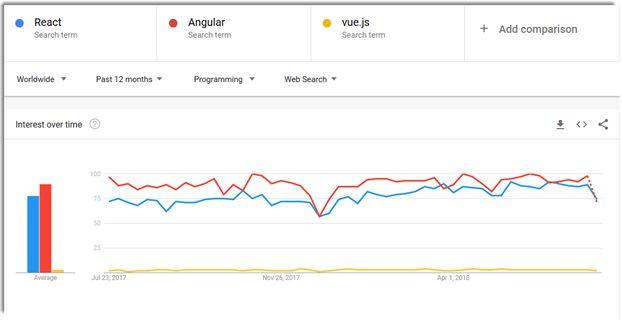 React
Search term
Angular
Search term
vue.js
Search term
+ Add comparison
Worldwide
Past 12 months
Programming
Web Search
Interest over time
?
100
75
50
25
Average
Jul 23, 2017
Nov 26, 2017
Apr 1, 2018